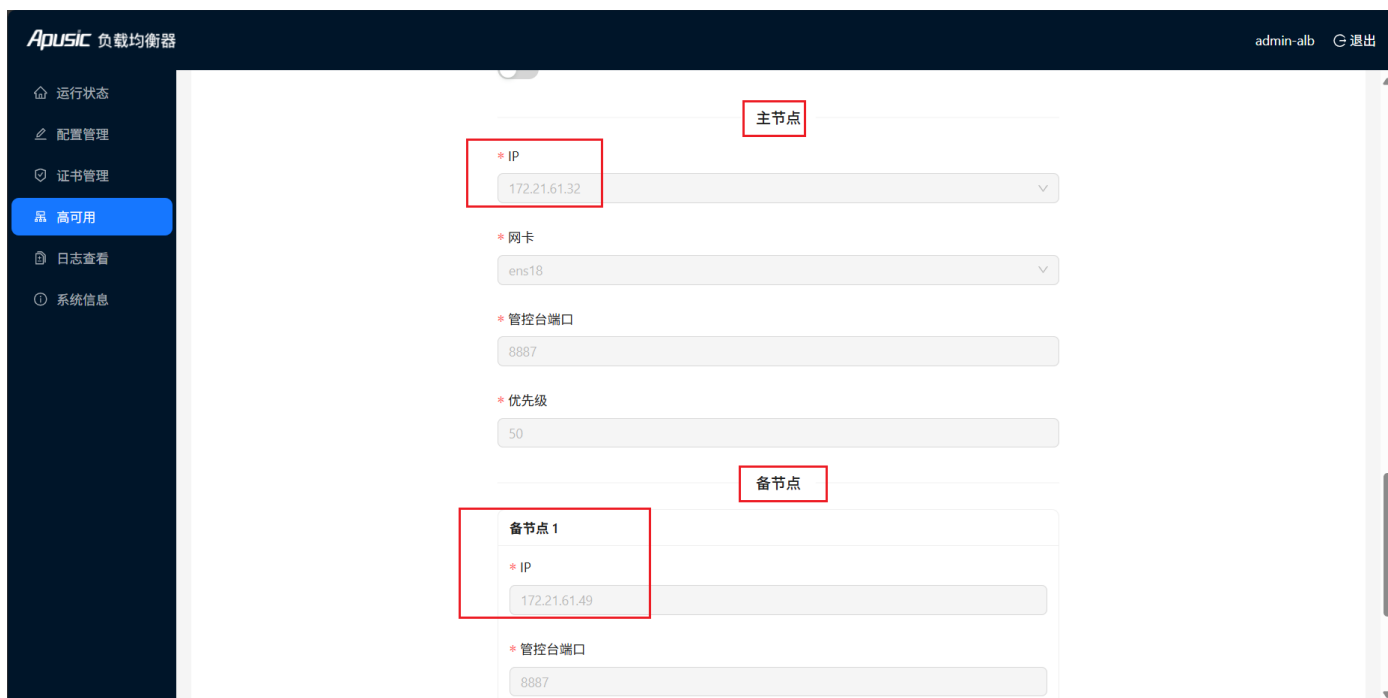 Apusic 负载均衡器
admin-alb 退出
运行状态
配置管理
证书管理
高可用
日志查看
系统信息
主节点
* IP
172.21.61.32
* 网卡
ens18
* 管控台端口
8887
* 优先级
50
备节点
备节点 1
* IP
172.21.61.49
* 管控台端口
8887